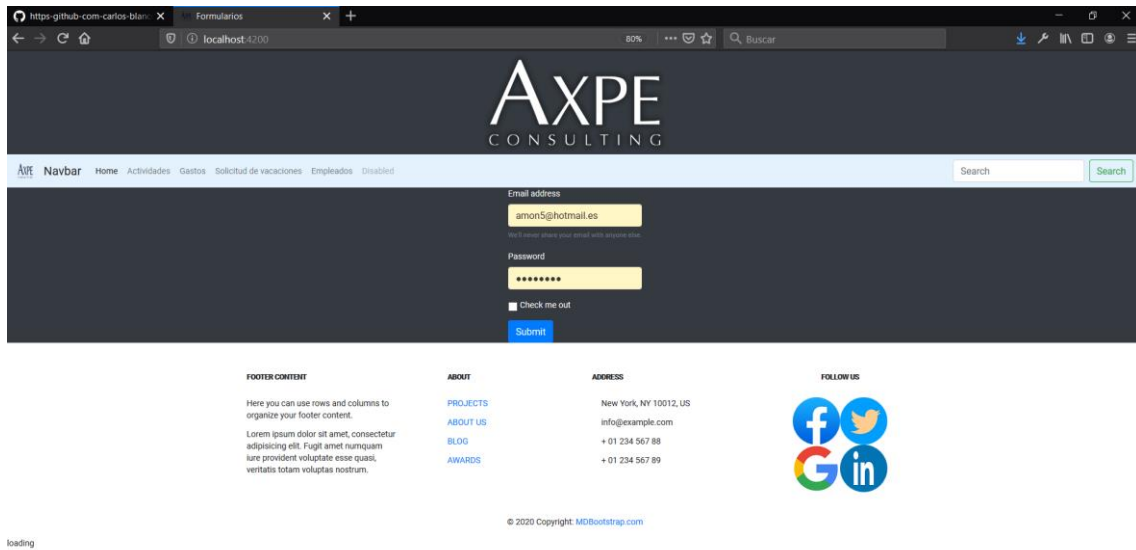 https-github-com-carlos-blan
Formularios
localhost:4200
80%
Buscar
AXPE
CONSULTING
AXPE Navbar Home Actividades Gastos Solicitud de vacaciones Empleados Disabled
Search
Search
Email address
amon5@hotmail.es
We'll never share your email with anyone else.
Password
Check me out
Submit
FOOTER CONTENT
Here you can use rows and columns to
organize your footer content.
Lorem ipsum dolor sit amet, consectetur
adipisicing elit. Fugit amet numquam
iure provident voluptate esse quasi,
veritatis totam voluptas nostrum.
ABOUT
PROJECTS
ABOUT US
BLOG
AWARDS
ADDRESS
New York, NY 10012, US
info@example.com
+ 01 234 567 88
+ 01 234 567 89
FOLLOW US
© 2020 Copyright: MDBootstrap.com
loading